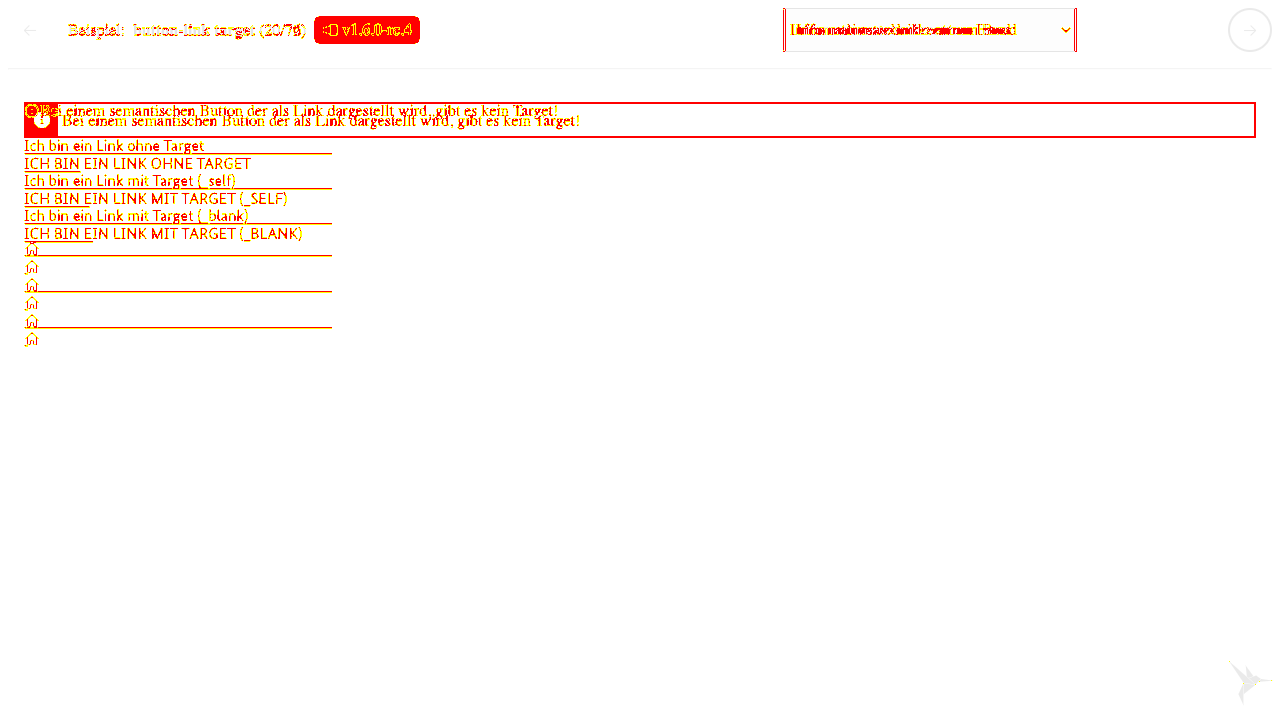 Beispiel: button-link target v1.6.0-rc.4
Bei einem semantischen Button der als Link dargestellt wird, gibt es kein Target!
Bei einem semantischen Button der als Link dargestellt wird, gibt es kein Target!
Ich bin ein Link ohne Target
ICH BIN EIN LINK OHNE TARGET
Ich bin ein Link mit Target (_self)
ICH BIN EIN LINK MIT TARGET (_SELF)
Ich bin ein Link mit Target (_blank)
ICH BIN EIN LINK MIT TARGET (_BLANK)